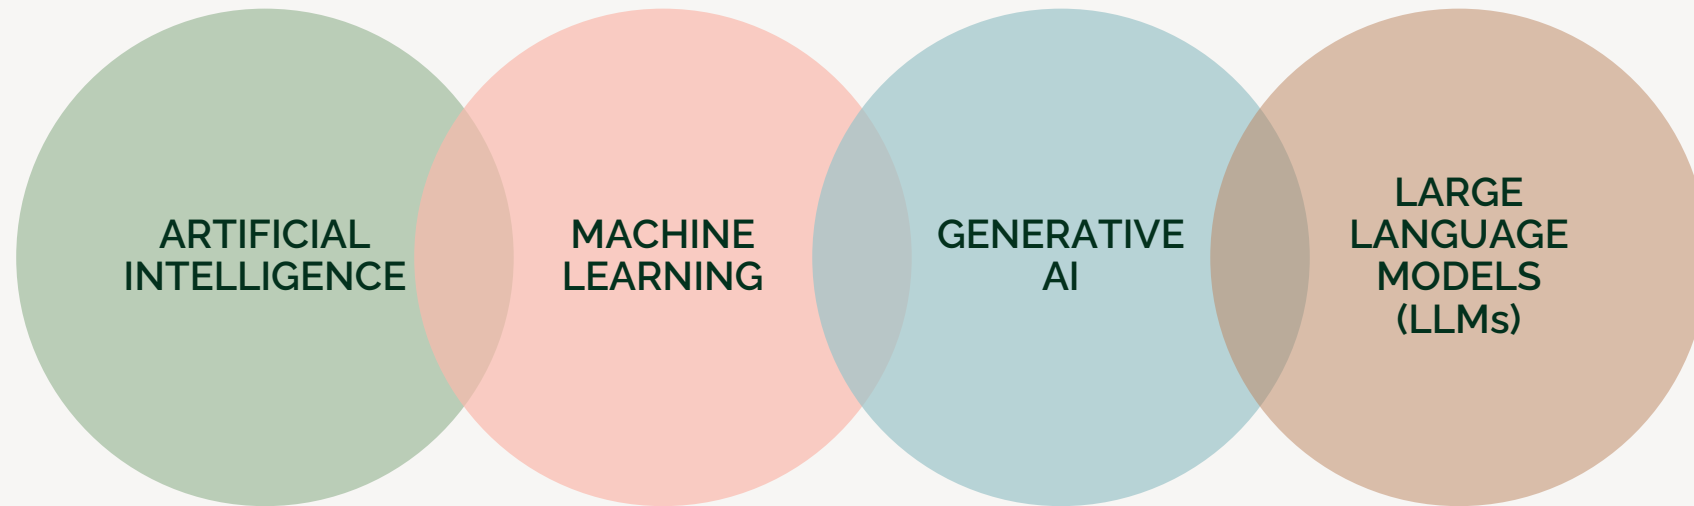 ARTIFICIAL
INTELLIGENCE
MACHINE
LEARNING
GENERATIVE
AI
LARGE
LANGUAGE
MODELS
(LLMs)